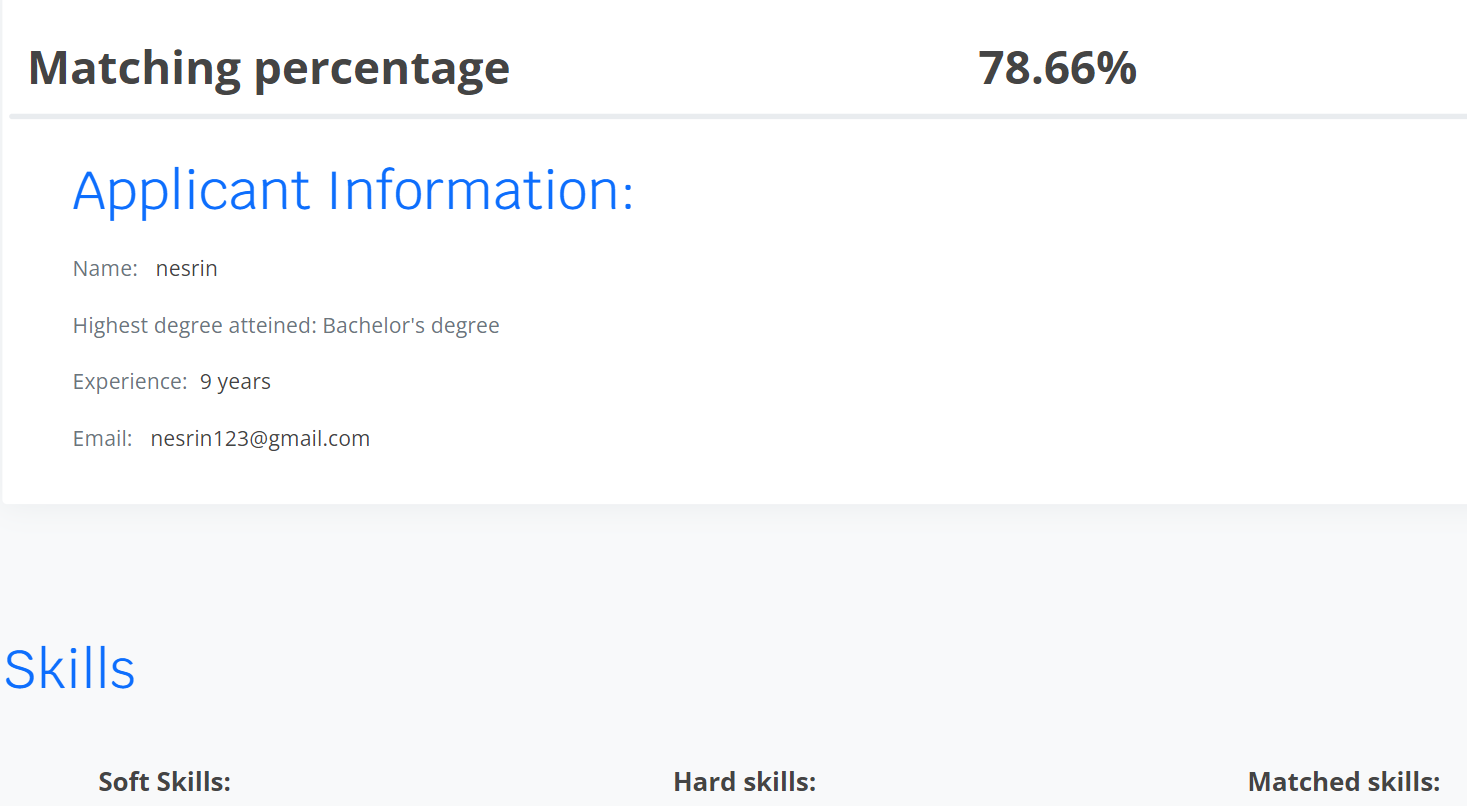 Matching percentage 78.66%
Applicant Information:
Name: nesrin
Highest degree atteined: Bachelor's degree
Experience: 9 years
Email: nesrin123@gmail.com
Skills
Soft Skills: Hard skills: Matched skills: